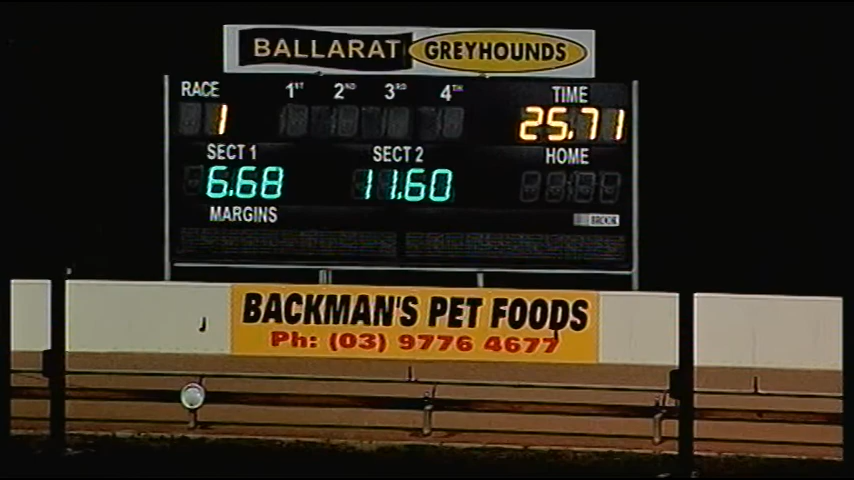 BALLARAT GREYHOUNDS
RACE 1ST 2ND 3RD 4TH TIME
1 25.71
SECT 1 SECT 2 HOME
6.68 11.60
MARGINS
BACKMAN'S PET FOODS
Ph: (03) 9776 4677